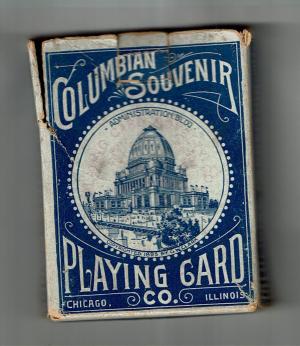 COLUMBIAN
SOUVENIR
ADMINISTRATION BLDG
PLAYING CARD
CO.
CHICAGO, ILLINOIS